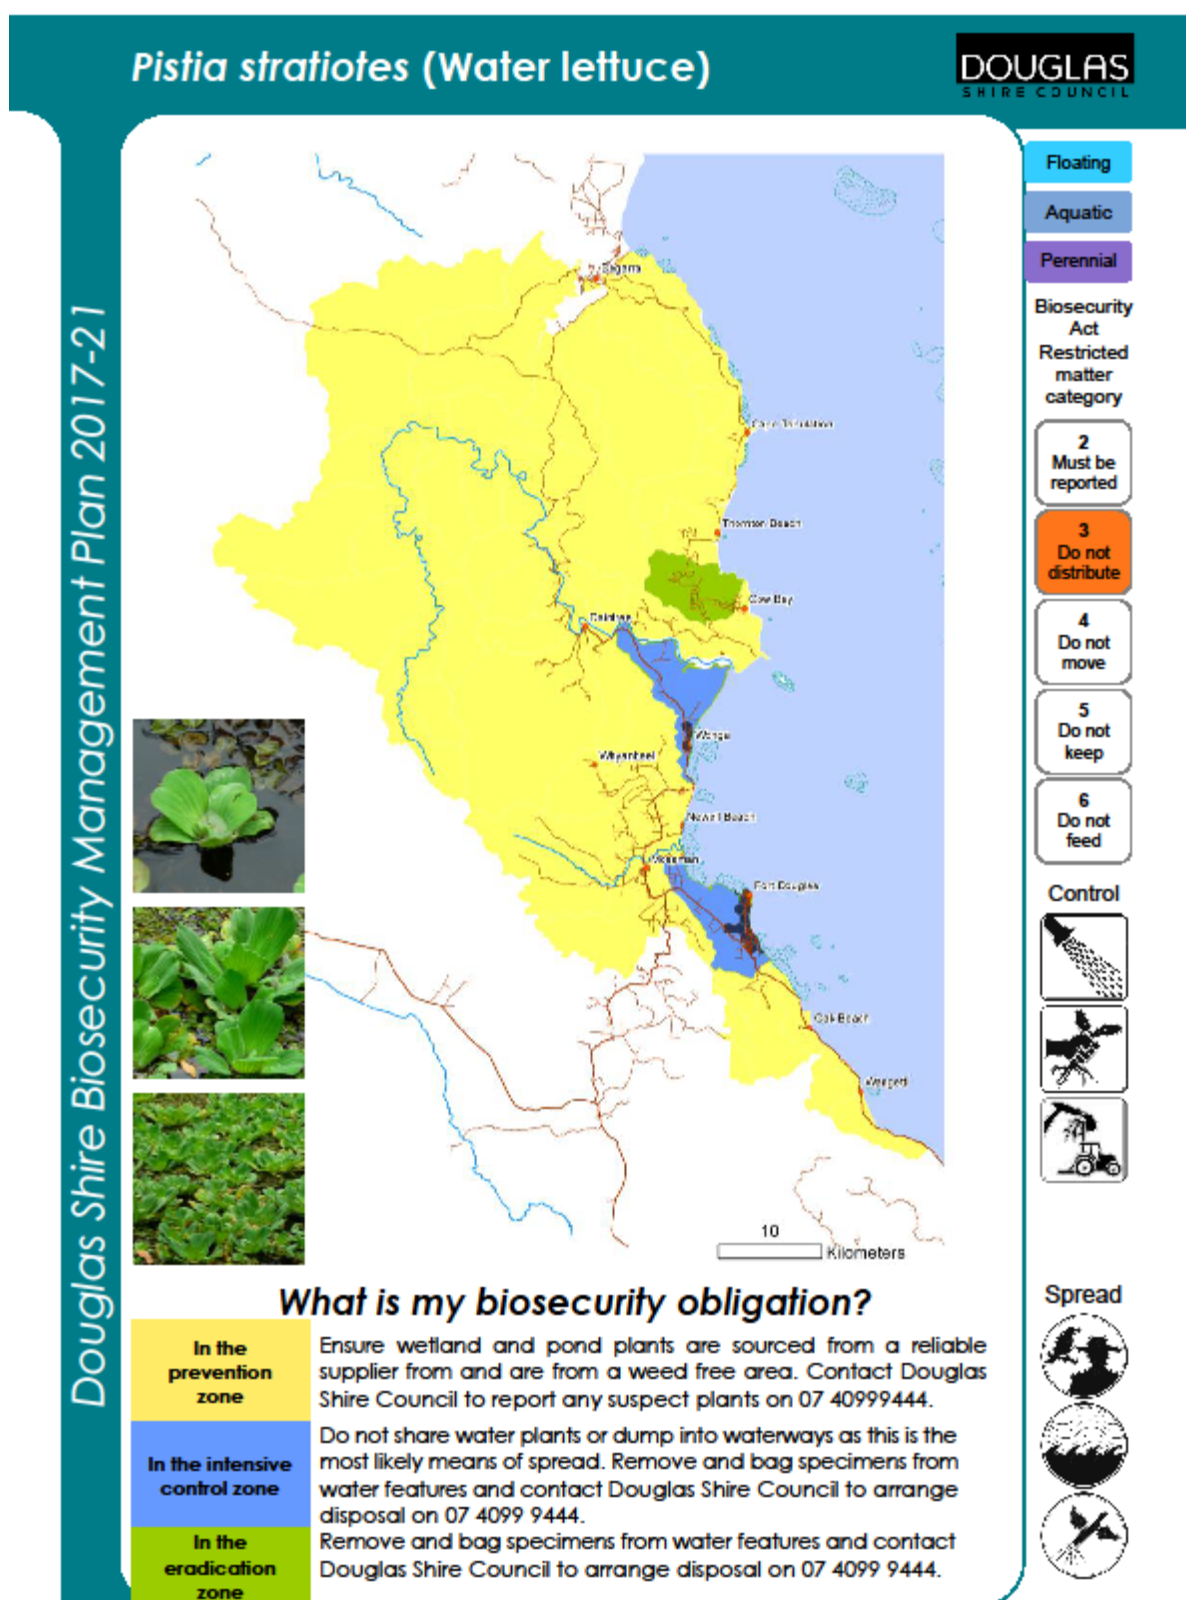 Pistia stratiotes (Water lettuce)
DOUGLAS
SHIRE COUNCIL
Douglas Shire Biosecurity Management Plan 2017-21
Floating
Aquatic
Perennial
Biosecurity
Act
Restricted
matter
category
2
Must be
reported
3
Do not
distribute
4
Do not
move
5
Do not
keep
6
Do not
feed
Control
Spread
Degarra
Cape Tribulation
Thornton Beach
Cow Bay
Daintree
Wonga
Whyanbeel
Newell Beach
Mossman
Port Douglas
Oak Beach
Wangetti
10
Kilometers
What is my biosecurity obligation?
In the
prevention
zone
Ensure wetland and pond plants are sourced from a reliable
supplier from and are from a weed free area. Contact Douglas
Shire Council to report any suspect plants on 07 40999444.
In the intensive
control zone
Do not share water plants or dump into waterways as this is the
most likely means of spread. Remove and bag specimens from
water features and contact Douglas Shire Council to arrange
disposal on 07 4099 9444.
In the
eradication
zone
Remove and bag specimens from water features and contact
Douglas Shire Council to arrange disposal on 07 4099 9444.